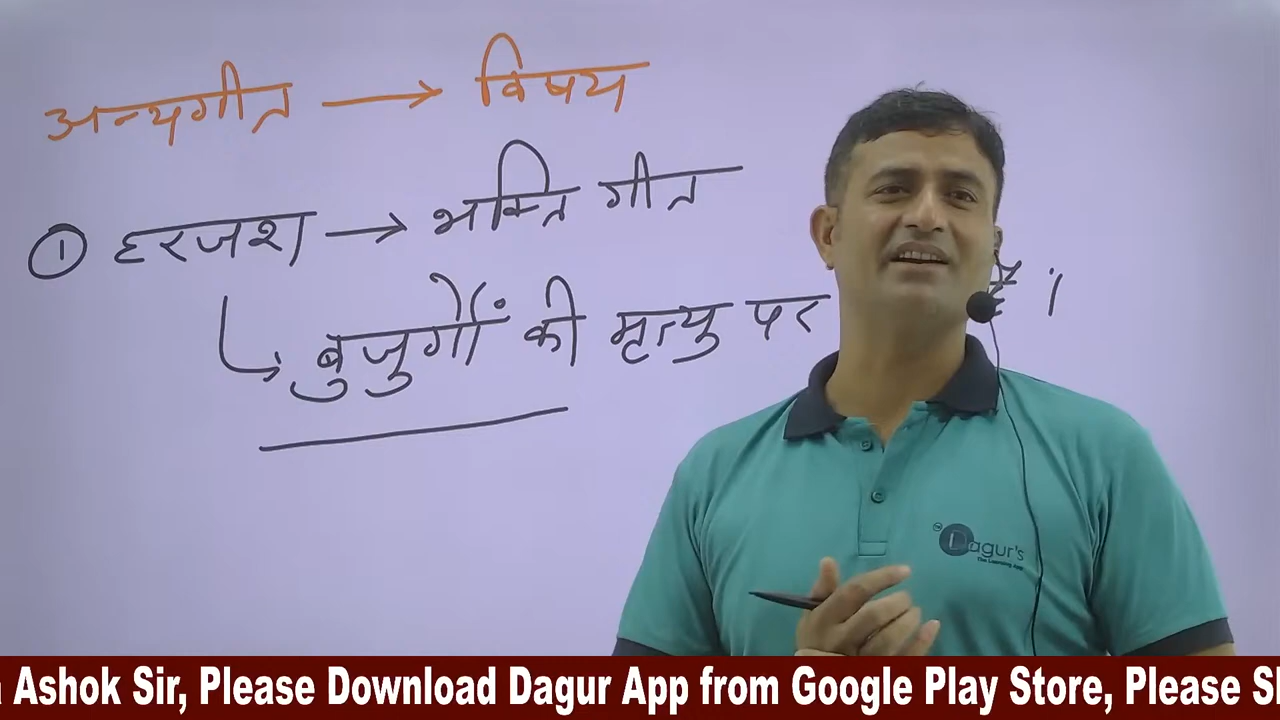 अन्यगीत → विषय
① हरजश → भक्ति गीत
↳ बुजुर्गों की मृत्यु पर हैं।
Dagur's
Ashok Sir, Please Download Dagur App from Google Play Store, Please